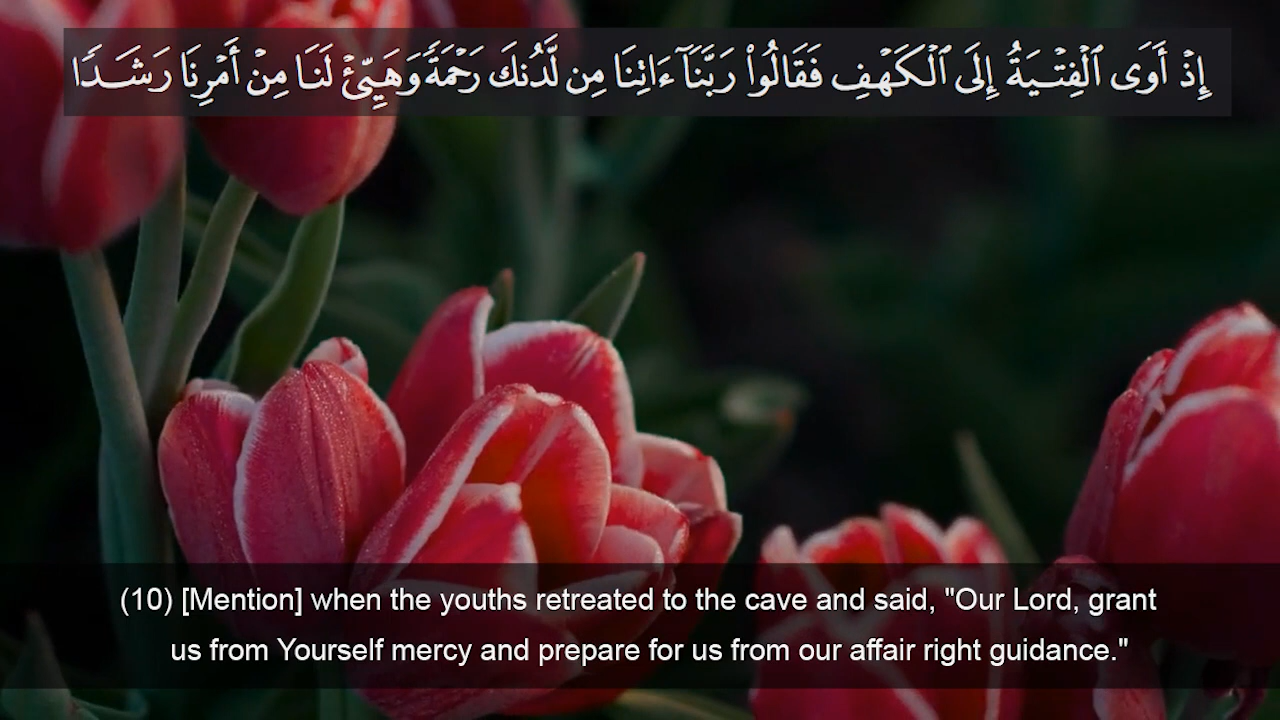 إِذۡ أَوَى ٱلۡفِتۡيَةُ إِلَى ٱلۡكَهۡفِ فَقَالُواْ رَبَّنَآ ءَاتِنَا مِن لَّدُنكَ رَحۡمَةٗ وَهَيِّئۡ لَنَا مِنۡ أَمۡرِنَا رَشَدٗا
(10) [Mention] when the youths retreated to the cave and said, "Our Lord, grant
us from Yourself mercy and prepare for us from our affair right guidance."